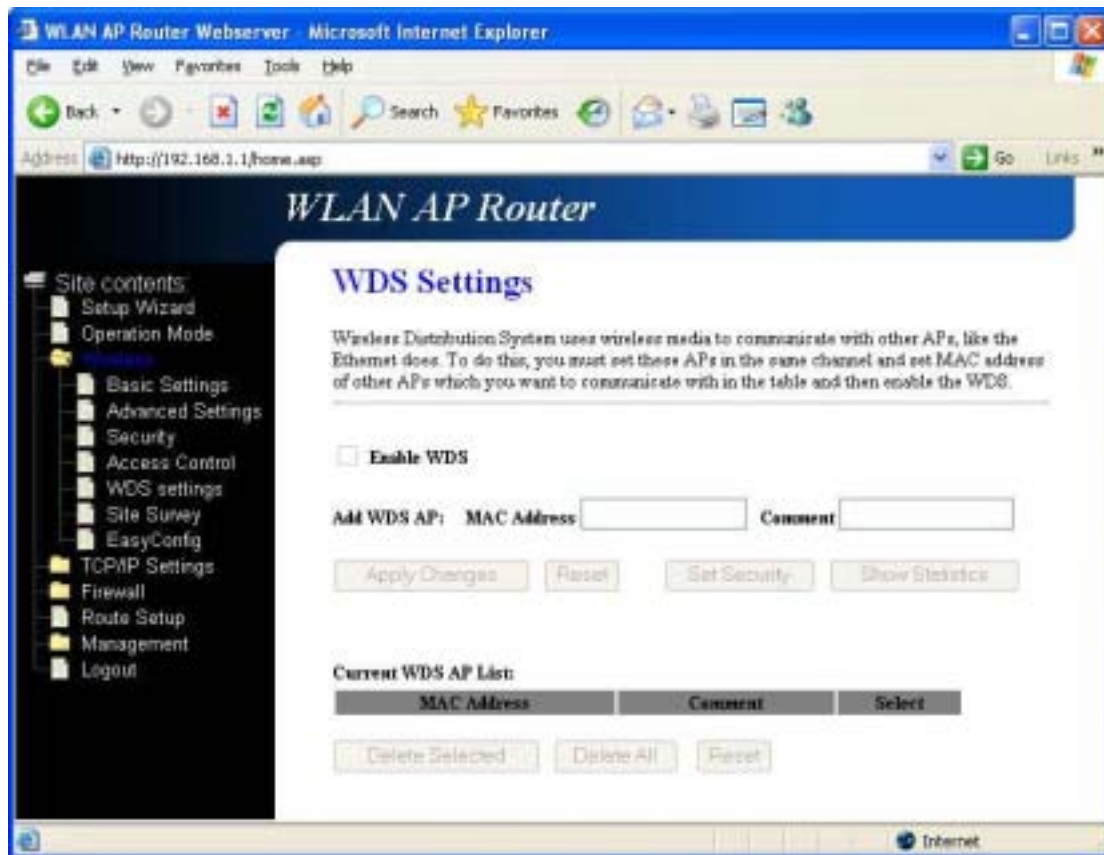 WLAN AP Router Webserver - Microsoft Internet Explorer
File Edit View Favorites Tools Help
Back Search Favorites
Address http://192.168.1.1/home.asp Go Links »
WLAN AP Router
Site contents:
Setup Wizard
Operation Mode
Wireless
Basic Settings
Advanced Settings
Security
Access Control
WDS settings
Site Survey
EasyConfig
TCP/IP Settings
Firewall
Route Setup
Management
Logout
WDS Settings
Wireless Distribution System uses wireless media to communicate with other APs, like the
Ethernet does. To do this, you must set these APs in the same channel and set MAC address
of other APs which you want to communicate with in the table and then enable the WDS.
Enable WDS
Add WDS AP: MAC Address Comment
Apply Changes Reset Set Security Show Statistics
Current WDS AP List:
MAC Address Comment Select
Delete Selected Delete All Reset
Internet